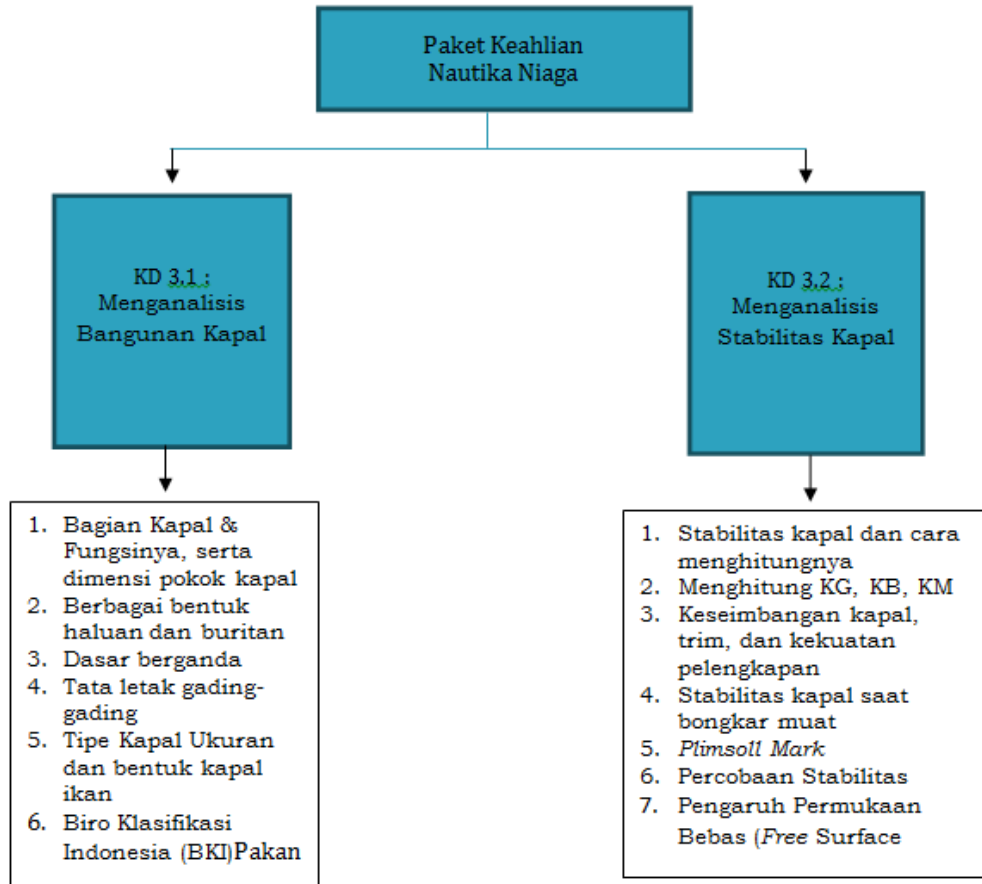 Paket Keahlian
Nautika Niaga
KD 3.1 :
Menganalisis
Bangunan Kapal
KD 3.2 :
Menganalisis
Stabilitas Kapal
1. Bagian Kapal &
Fungsinya, serta
dimensi pokok kapal
2. Berbagai bentuk
haluan dan buritan
3. Dasar berganda
4. Tata letak gading-
gading
5. Tipe Kapal Ukuran
dan bentuk kapal
ikan
6. Biro Klasifikasi
Indonesia (BKI)Pakan
1. Stabilitas kapal dan cara
menghitungnya
2. Menghitung KG, KB, KM
3. Keseimbangan kapal,
trim, dan kekuatan
pelengkapan
4. Stabilitas kapal saat
bongkar muat
5. Plimsoll Mark
6. Percobaan Stabilitas
7. Pengaruh Permukaan
Bebas (Free Surface